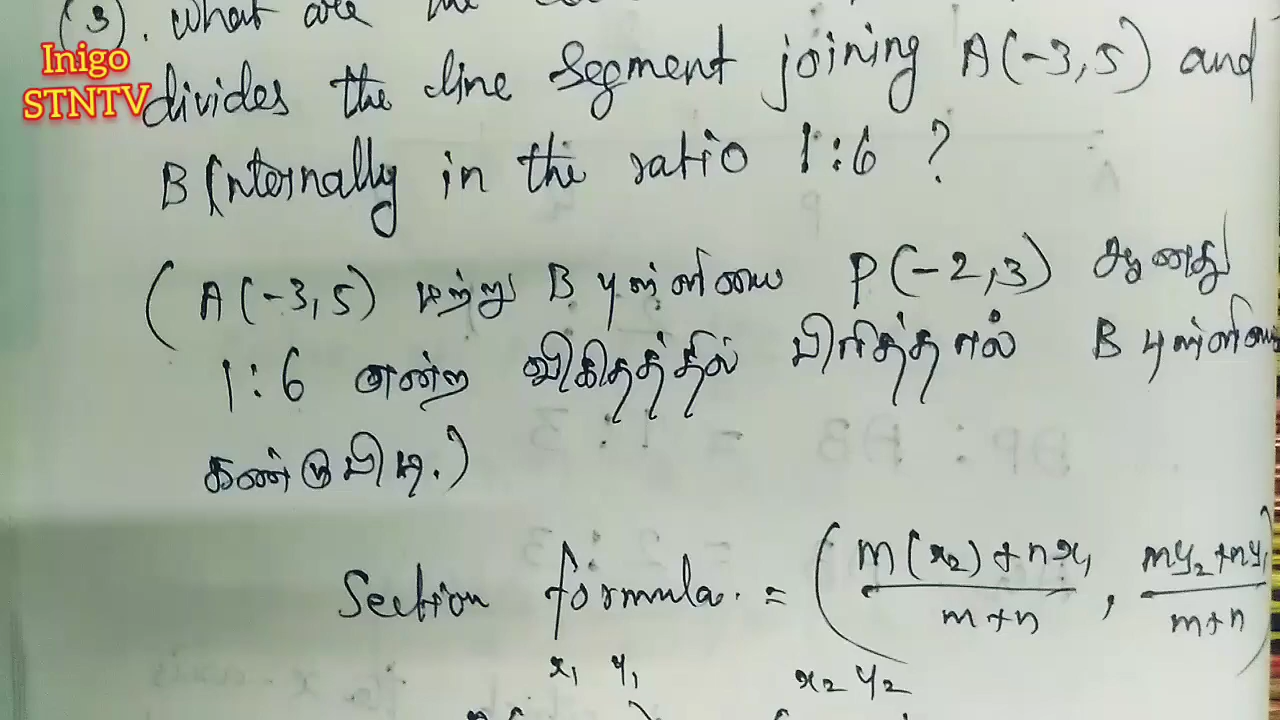 (3). What are the
Inigo
STNTV
divides the line Segment joining A(-3,5) and
B Internally in the ratio 1:6 ?
( A(-3,5) மற்று B புள்ளியை P(-2,3) ஆனது
1:6 என்ற விகிதத்தில் பிரித்தால் B புள்ளியை
கண்டுபிடி.)
Section formula. = ( m(x₂)+nx₁ / m+n , my₂+ny₁ / m+n )
x₁ y₁ x₂ y₂